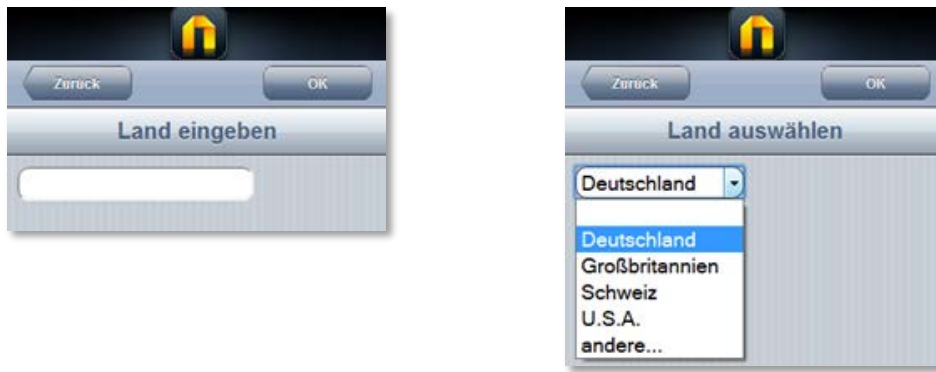 Zurück
OK
Land eingeben
Zurück
OK
Land auswählen
Deutschland
Deutschland
Großbritannien
Schweiz
U.S.A.
andere...